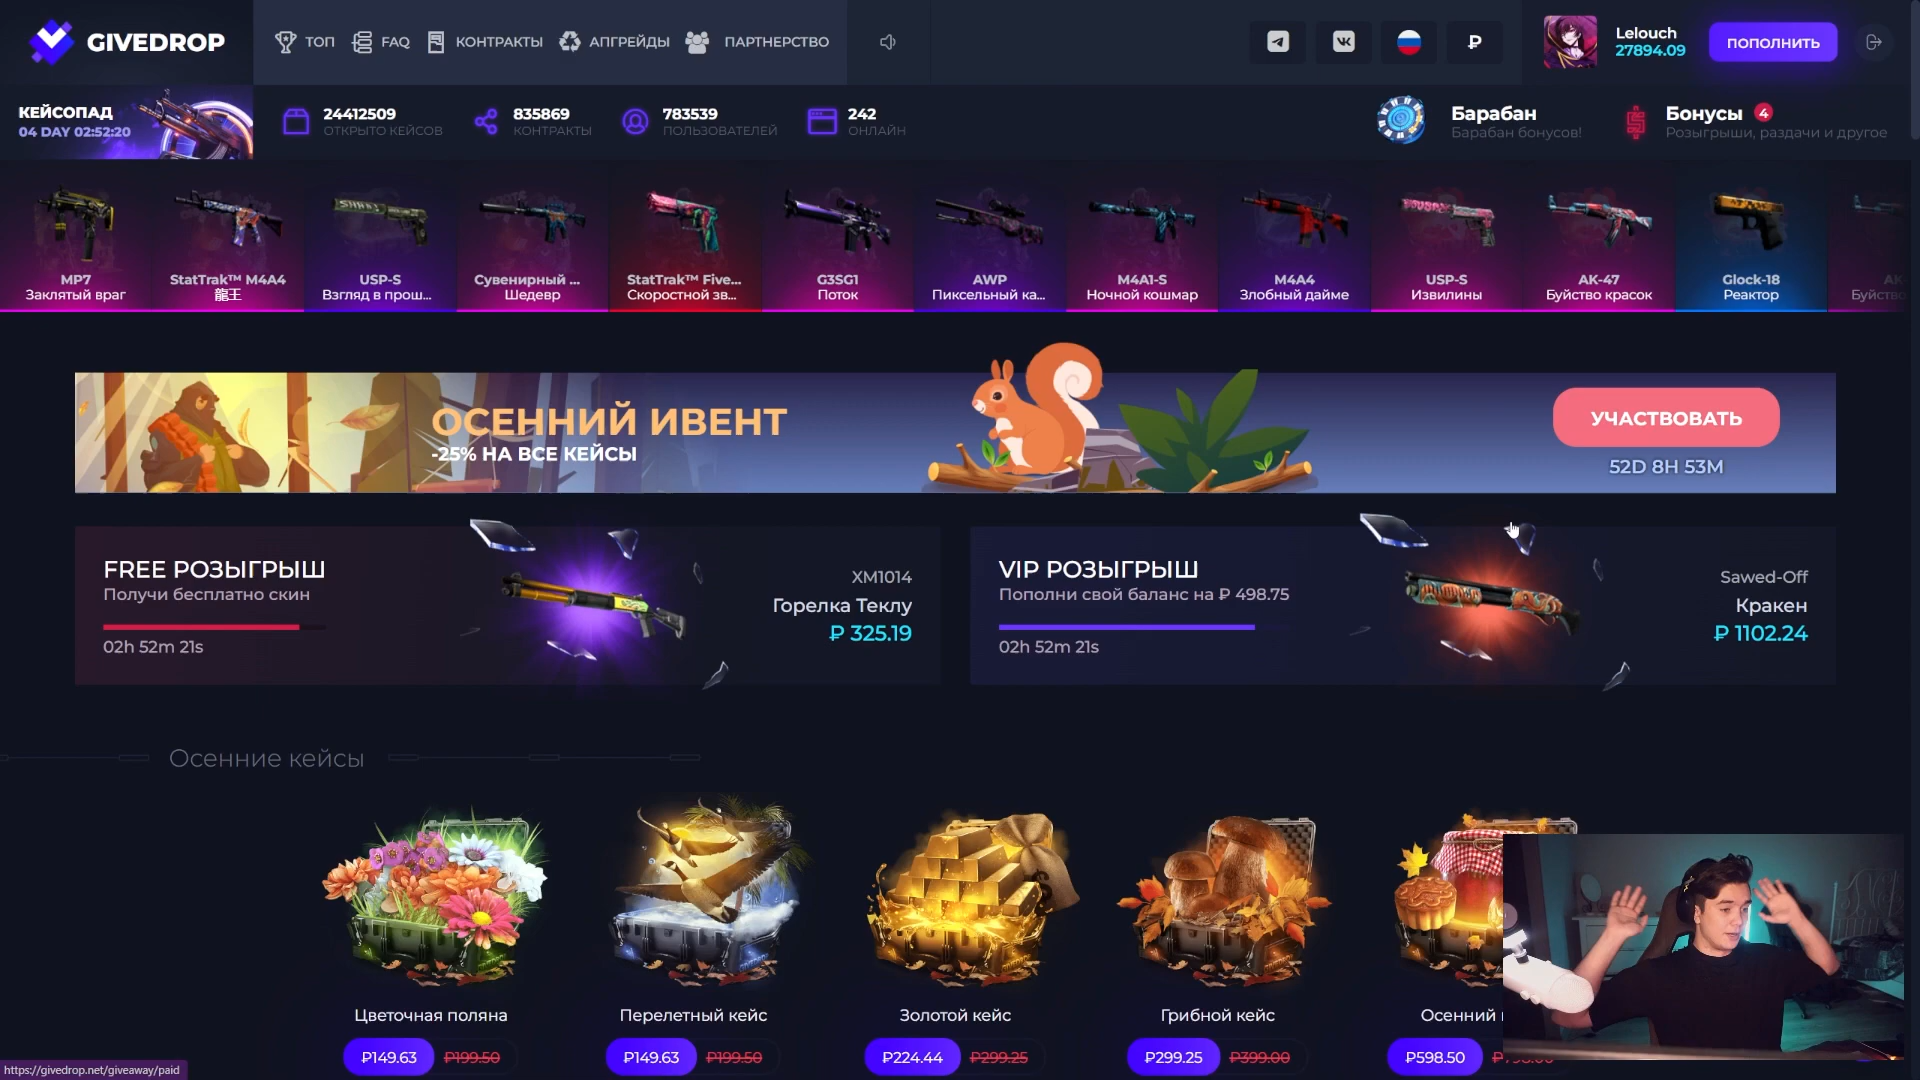 GIVEDROP
ТОП
FAQ
КОНТРАКТЫ
АПГРЕЙДЫ
ПАРТНЕРСТВО
₽
Lelouch
27894.09
ПОПОЛНИТЬ
КЕЙСОПАД
04 DAY 02:52:20
24412509
ОТКРЫТО КЕЙСОВ
835869
КОНТРАКТЫ
783539
ПОЛЬЗОВАТЕЛЕЙ
242
ОНЛАЙН
Барабан
Барабан бонусов!
Бонусы 4
Розыгрыши, раздачи и другое
MP7
Заклятый враг
StatTrak™ M4A4
龍王
USP-S
Взгляд в прош...
Сувенирный ...
Шедевр
StatTrak™ Five...
Скоростной зв...
G3SG1
Поток
AWP
Пиксельный ка...
M4A1-S
Ночной кошмар
M4A4
Злобный дайме
USP-S
Извилины
AK-47
Буйство красок
Glock-18
Реактор
ОСЕННИЙ ИВЕНТ
-25% НА ВСЕ КЕЙСЫ
УЧАСТВОВАТЬ
52D 8H 53M
FREE РОЗЫГРЫШ
Получи бесплатно скин
02h 52m 21s
XM1014
Горелка Теклу
₽ 325.19
VIP РОЗЫГРЫШ
Пополни свой баланс на ₽ 498.75
02h 52m 21s
Sawed-Off
Кракен
₽ 1102.24
Осенние кейсы
Цветочная поляна
Перелетный кейс
Золотой кейс
Грибной кейс
Осенний
₽149.63 ₽199.50
₽149.63 ₽199.50
₽224.44 ₽299.25
₽299.25 ₽399.00
₽598.50
https://givedrop.net/giveaway/paid